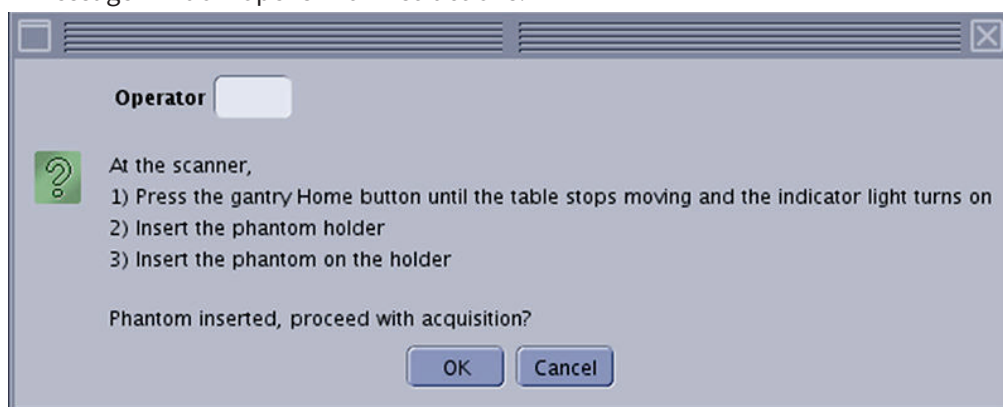 Operator
At the scanner,
1) Press the gantry Home button until the table stops moving and the indicator light turns on
2) Insert the phantom holder
3) Insert the phantom on the holder
Phantom inserted, proceed with acquisition?
OK Cancel